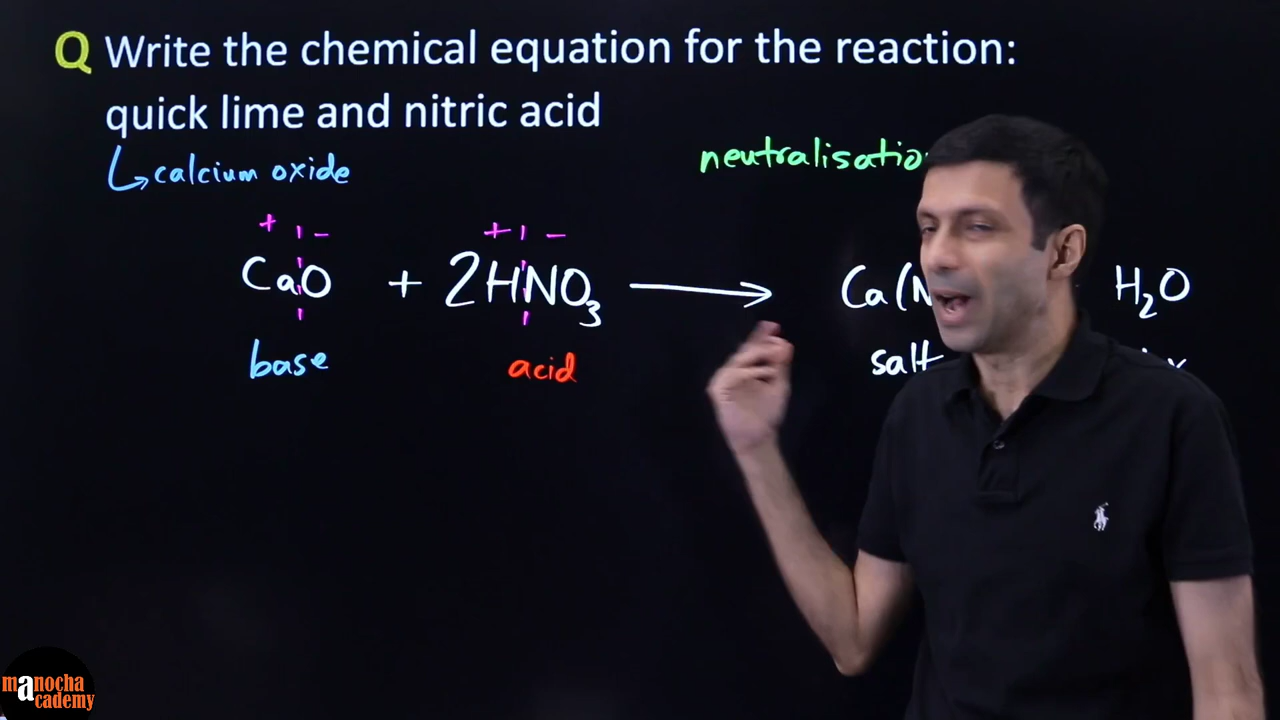 Q Write the chemical equation for the reaction:
quick lime and nitric acid
calcium oxide
neutralisatio
+ -
+ -
CaO + 2HNO₃ → Ca(N H₂O
base acid salt
manocha
academy